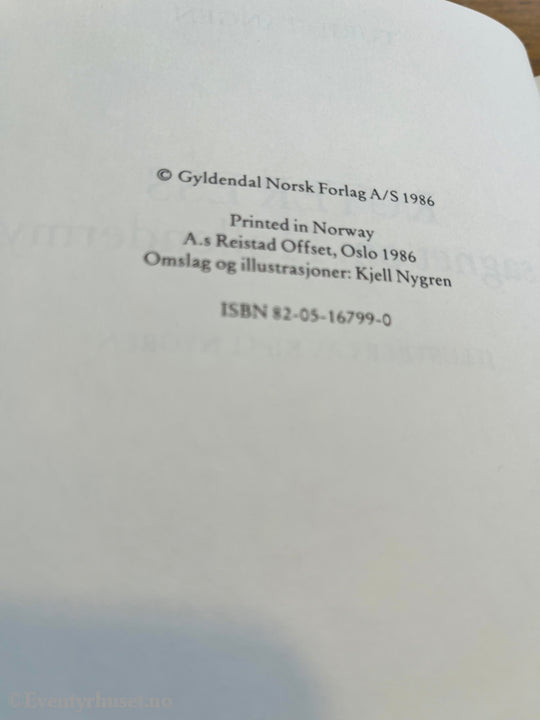 © Gyldendal Norsk Forlag A/S 1986
Printed in Norway
A.s Reistad Offset, Oslo 1986
Omslag og illustrasjoner: Kjell Nygren
ISBN 82-05-16799-0
©Eventyrhuset.no